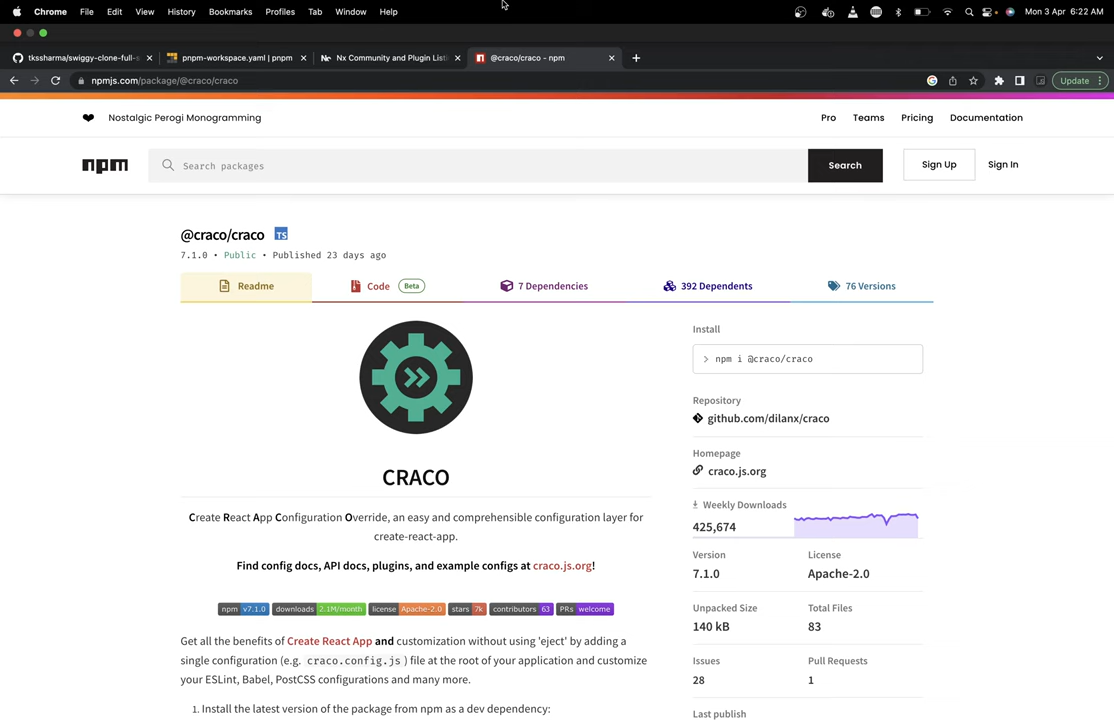 Chrome File Edit View History Bookmarks Profiles Tab Window Help Mon 3 Apr 6:22 AM
tkssharma/swiggy-clone-full-s pnpm-workspace.yaml | pnpm Nx Community and Plugin Listi @craco/craco - npm
npmjs.com/package/@craco/craco Update
Nostalgic Perogi Monogramming Pro Teams Pricing Documentation
npm Search packages Search Sign Up Sign In
@craco/craco TS
7.1.0 • Public • Published 23 days ago
Readme Code Beta 7 Dependencies 392 Dependents 76 Versions
Install
npm i @craco/craco
Repository
github.com/dilanx/craco
Homepage
craco.js.org
CRACO
Create React App Configuration Override, an easy and comprehensible configuration layer for
create-react-app.
Find config docs, API docs, plugins, and example configs at craco.js.org!
npm v7.1.0 downloads 2.1M/month license Apache-2.0 stars 7k contributors 63 PRs welcome
Get all the benefits of Create React App and customization without using 'eject' by adding a
single configuration (e.g. craco.config.js) file at the root of your application and customize
your ESLint, Babel, PostCSS configurations and many more.
1. Install the latest version of the package from npm as a dev dependency:
Weekly Downloads
425,674
Version License
7.1.0 Apache-2.0
Unpacked Size Total Files
140 kB 83
Issues Pull Requests
28 1
Last publish